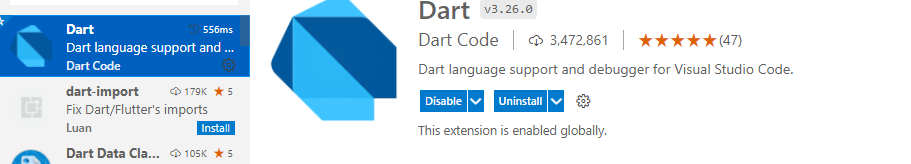 Dart
556ms
Dart language support and ...
Dart Code
dart-import
179K
5
Fix Dart/Flutter's imports
Luan
Install
Dart Data Cla...
105K
5
Dart
v3.26.0
Dart Code
3,472,861
(47)
Dart language support and debugger for Visual Studio Code.
Disable
Uninstall
This extension is enabled globally.